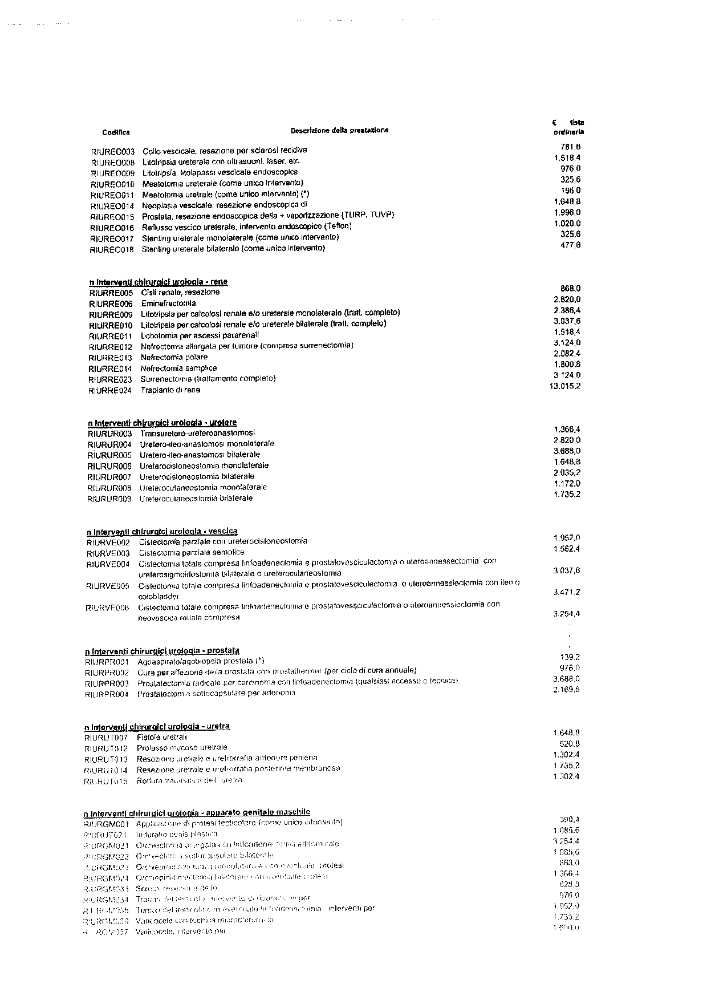 € lista
Codifica Descrizione della prestazione ordinaria
RIUREO003 Collo vescicale, resezione per sclerosi recidiva 781,6
RIUREO008 Litotripsia ureterale con ultrasuoni, laser, etc. 1.518,4
RIUREO009 Litotripsia, litolapassi vescicale endoscopica 976,0
RIUREO010 Meatotomia ureterale (come unico intervento) 325,6
RIUREO011 Meatotomia uretrale (come unico intervento) (*) 196,0
RIUREO014 Neoplasia vescicale, resezione endoscopica di 1.648,8
RIUREO015 Prostata, resezione endoscopica della + vaporizzazione (TURP, TUVP) 1.996,0
RIUREO016 Reflusso vescico ureterale, intervento endoscopico (Teflon) 1.020,0
RIUREO017 Stenting ureterale monolaterale (come unico intervento) 325,6
RIUREO018 Stenting ureterale bilaterale (come unico intervento) 477,6
n Interventi chirurgici urologia - rene
RIURRE005 Cisti renale, resezione 868,0
RIURRE006 Eminefrectomia 2.820,0
RIURRE009 Litotripsia per calcolosi renale e/o ureterale monolaterale (tratt. completo) 2.386,4
RIURRE010 Litotripsia per calcolosi renale e/o ureterale bilaterale (tratt. completo) 3.037,6
RIURRE011 Lobotomia per ascessi pararenali 1.518,4
RIURRE012 Nefrectomia allargata per tumore (compresa surrenectomia) 3.124,0
RIURRE013 Nefrectomia polare 2.082,4
RIURRE014 Nefrectomia semplice 1.800,8
RIURRE023 Surrenectomia (trattamento completo) 3 124,0
RIURRE024 Trapianto di rene 13.015,2
n Interventi chirurgici urologia - uretere
RIURUR003 Transuretero-ureteroanastomosi 1.366,4
RIURUR004 Uretero-ileo-anastomosi monolaterale 2.820,0
RIURUR005 Uretero-ileo-anastomosi bilaterale 3.688,0
RIURUR006 Ureterocistoneostomia monolaterale 1.648,8
RIURUR007 Ureterocistoneostomia bilaterale 2.035,2
RIURUR008 Ureterocutaneostomia monolaterale 1.172,0
RIURUR009 Ureterocutaneostomia bilaterale 1.735,2
n Interventi chirurgici urologia - vescica
RIURVE002 Cistectomia parziale con ureterocistoneostomia 1.952,0
RIURVE003 Cistectomia parziale semplice 1.562,4
RIURVE004 Cistectomia totale compresa linfoadenectomia e prostatovesciculectomia o uteroannessectomia con
ureterosigmoidostomia bilaterale o ureterocutaneostomia 3.037,6
RIURVE005 Cistectomia totale compresa linfoadenectomia e prostatovesciculectomia o uteroannessiectomia con ileo o
colobladder 3.471,2
RIURVE006 Cistectomia totale compresa linfoadenectomia e prostatovessciculectomia o uteroannessiectomia con
neovescica rettale compresa 3.254,4
n Interventi chirurgici urologia - prostata
RIURPR001 Agoaspirato/agobiopsia prostata (*) 139,2
RIURPR002 Cura per affezione della prostata con prostathermer (per ciclo di cura annuale) 976,0
RIURPR003 Prostatectomia radicale per carcinoma con linfoadenectomia (qualsiasi accesso e tecnica) 3.688,0
RIURPR004 Prostatectomia sottocapsulare per adenoma 2.169,6
n Interventi chirurgici urologia - uretra
RIURUT007 Fistole uretrali 1.648,8
RIURUT012 Prolasso mucoso uretrale 520,8
RIURUT013 Resezione uretrale e uretrorrafia anteriore peniena 1.302,4
RIURUT014 Resezione uretrale e uretrorrafia posteriore membranosa 1 735,2
RIURUT015 Rottura traumatica dell' uretra 1.302,4
n Interventi chirurgici urologia - apparato genitale maschile
RIURGM001 Applicazione di protesi testicolare (come unico intervento) 390,4
RIURUT021 Induratio penis plastica 1 085,6
RIURGM021 Orchiectomia allargata con linfoadenectomia addominale 3 254,4
RIURGM022 Orchiectomia sottocapsulare bilaterale 1 085,6
RIURGM023 Orchiepididimectomia monolaterale con eventuale protesi 868,0
RIURGM024 Orchiepididimectomia bilaterale con eventuale protesi 1 366,4
RIURGM033 Scroto, resezione dello 628,8
RIURGM034 Traumi del testicolo, intervento di riparazione per 976,0
RIURGM035 Tumori del testicolo con eventuale linfoadenectomia interventi per 1.952,0
RIURPM036 Varicocele con tecnica microchirurgica 1.735,2
RGM037 Varicocele, intervento per